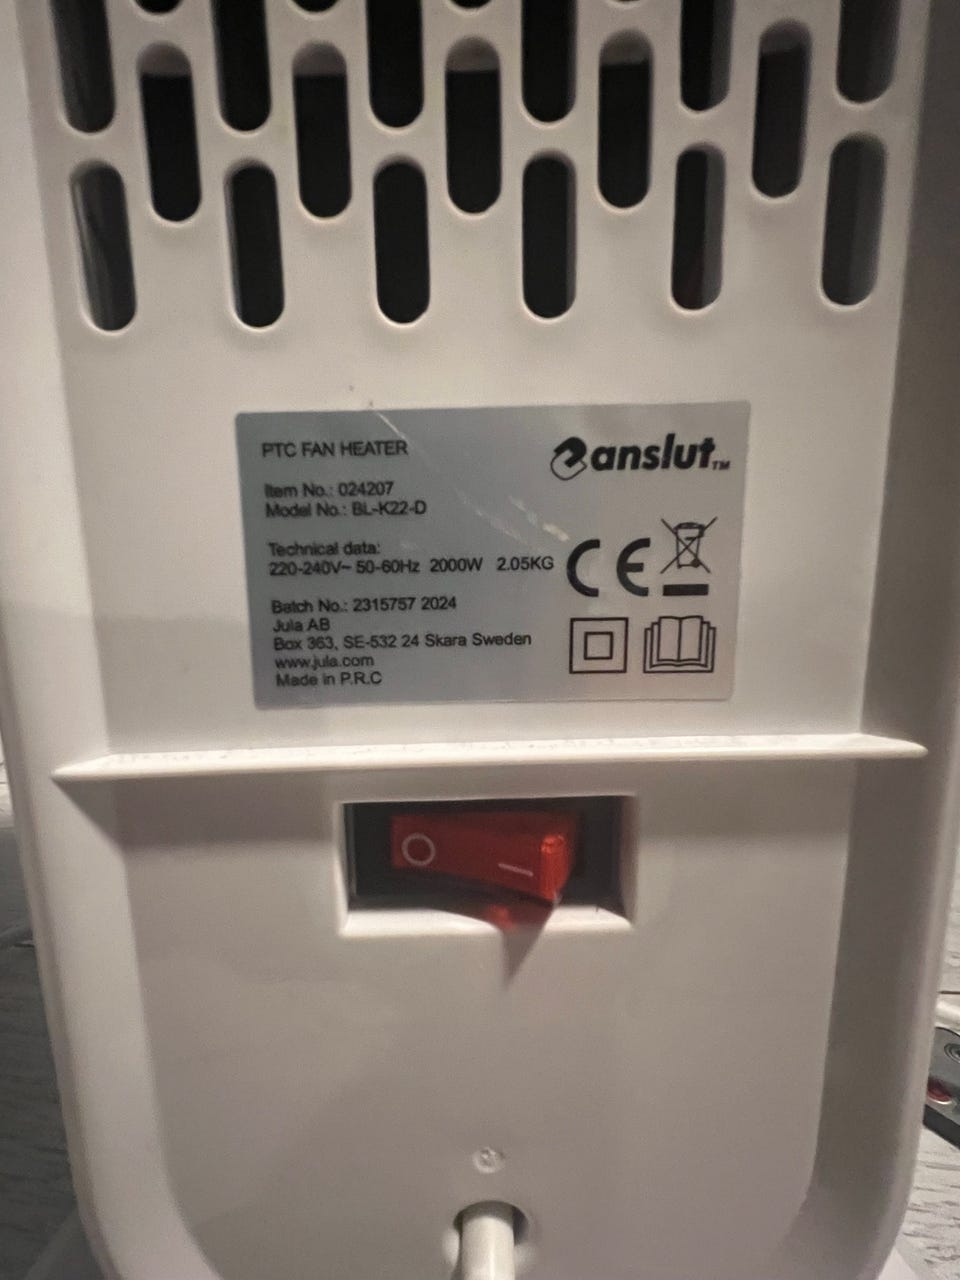 PTC FAN HEATER
anslut™
Item No.: 024207
Model No.: BL-K22-D
Technical data:
220-240V~ 50-60Hz 2000W 2.05KG
CE
Batch No.: 2315757 2024
Jula AB
Box 363, SE-532 24 Skara Sweden
www.jula.com
Made in P.R.C